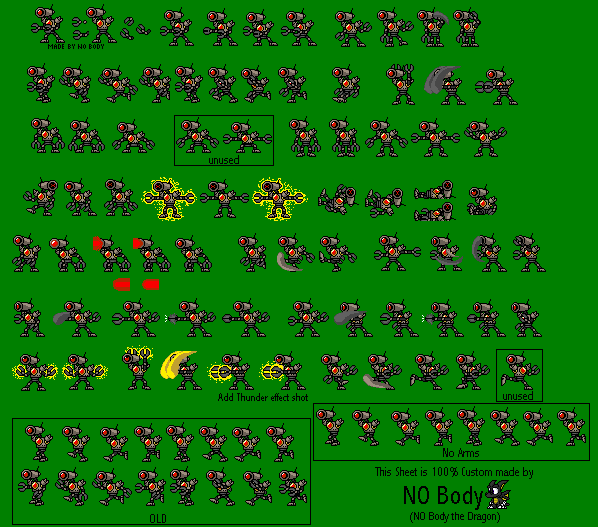 MADE BY NO BODY
unused
Add Thunder effect shot
unused
No Arms
OLD
This Sheet is 100% Custom made by
NO Body
(NO Body the Dragon)